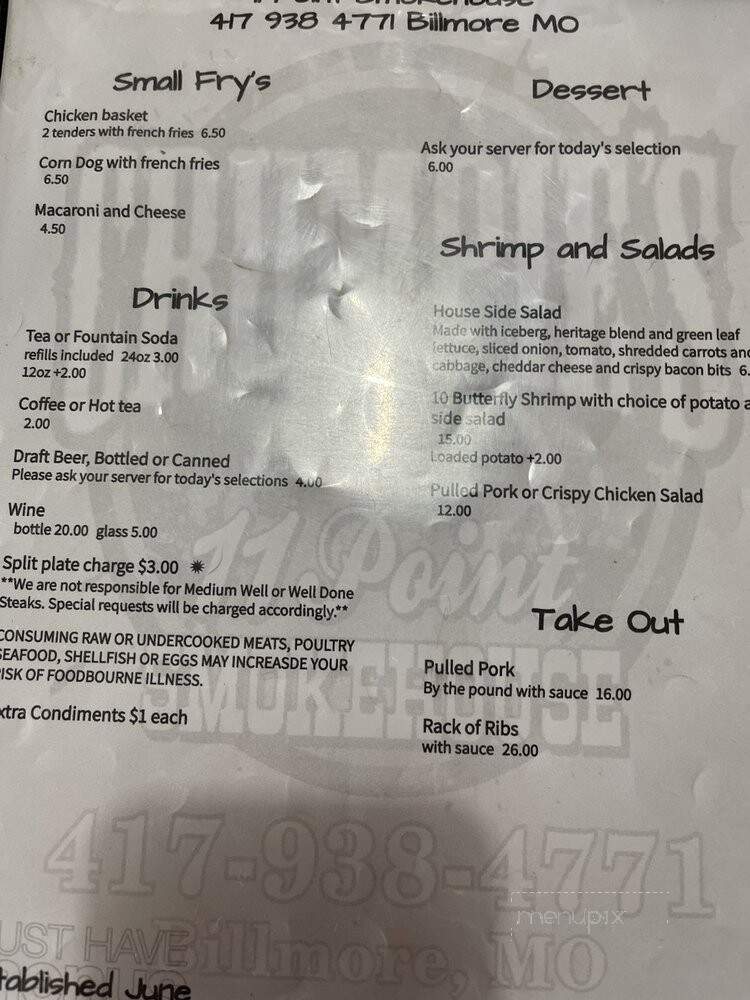 Smokehouse
417 938 4771 Billmore MO
Small Fry's
Chicken basket
2 tenders with french fries 6.50
Corn Dog with french fries
6.50
Macaroni and Cheese
4.50
Drinks
Tea or Fountain Soda
refills included 24oz 3.00
12oz +2.00
Coffee or Hot tea
2.00
Draft Beer, Bottled or Canned
Please ask your server for today's selections 4.00
Wine
bottle 20.00 glass 5.00
Split plate charge $3.00
**We are not responsible for Medium Well or Well Done
Steaks. Special requests will be charged accordingly.**
CONSUMING RAW OR UNDERCOOKED MEATS, POULTRY
SEAFOOD, SHELLFISH OR EGGS MAY INCREASDE YOUR
RISK OF FOODBOURNE ILLNESS.
xtra Condiments $1 each
Dessert
Ask your server for today's selection
6.00
Shrimp and Salads
House Side Salad
Made with iceberg, heritage blend and green leaf
lettuce, sliced onion, tomato, shredded carrots and
cabbage, cheddar cheese and crispy bacon bits 6.
10 Butterfly Shrimp with choice of potato a
side salad
15.00
Loaded potato +2.00
Pulled Pork or Crispy Chicken Salad
12.00
Take Out
Pulled Pork
By the pound with sauce 16.00
Rack of Ribs
with sauce 26.00
11 Point
SMOKEHOUSE
417-938-4771
Billmore, MO
UST HAVE
tablished June
menupix